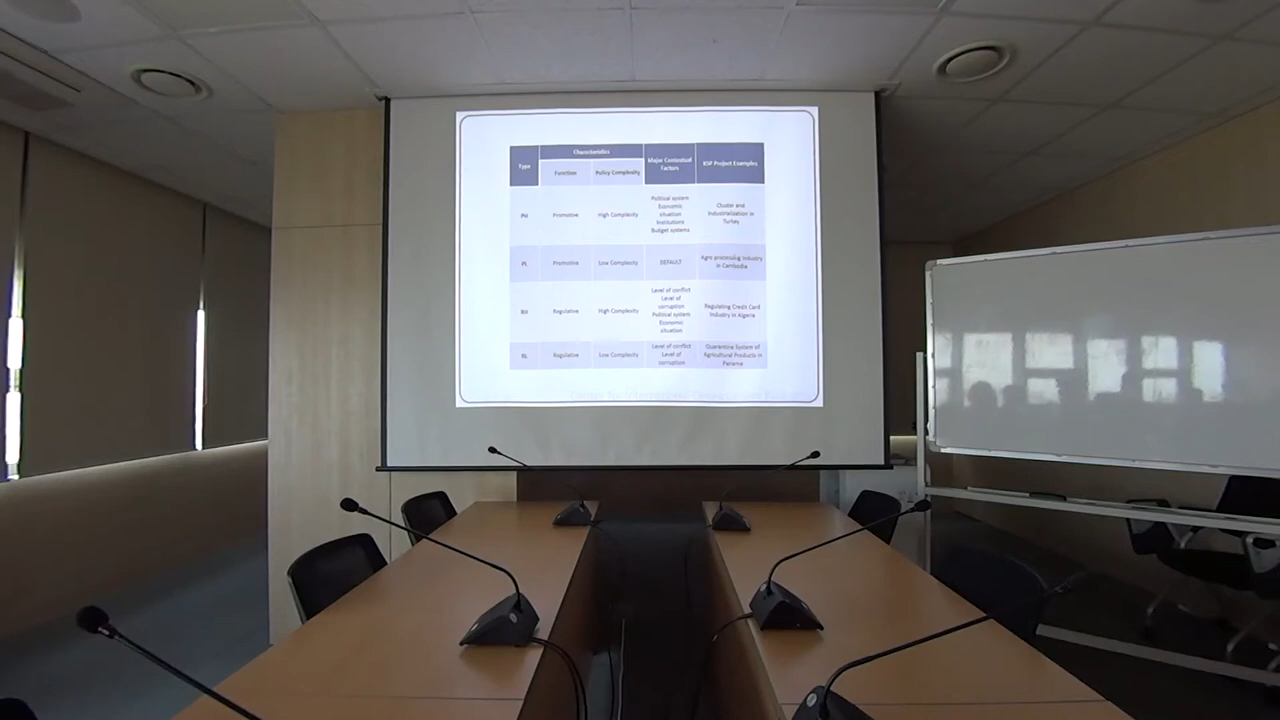 Type
Characteristics
Major Contextual
Factors
KSP Project Examples
Function
Policy Complexity
PH
Promotive
High Complexity
Political system
Economic
situation
Institutions
Budget systems
Cluster and
Industrialization in
Turkey
PL
Promotive
Low Complexity
DEFAULT
Agro processing industry
in Cambodia
RH
Regulative
High Complexity
Level of conflict
Level of
corruption
Political system
Economic
situation
Regulating Credit Card
Industry in Algeria
RL
Regulative
Low Complexity
Level of conflict
Level of
corruption
Quarantine System of
Agricultural Products in
Panama